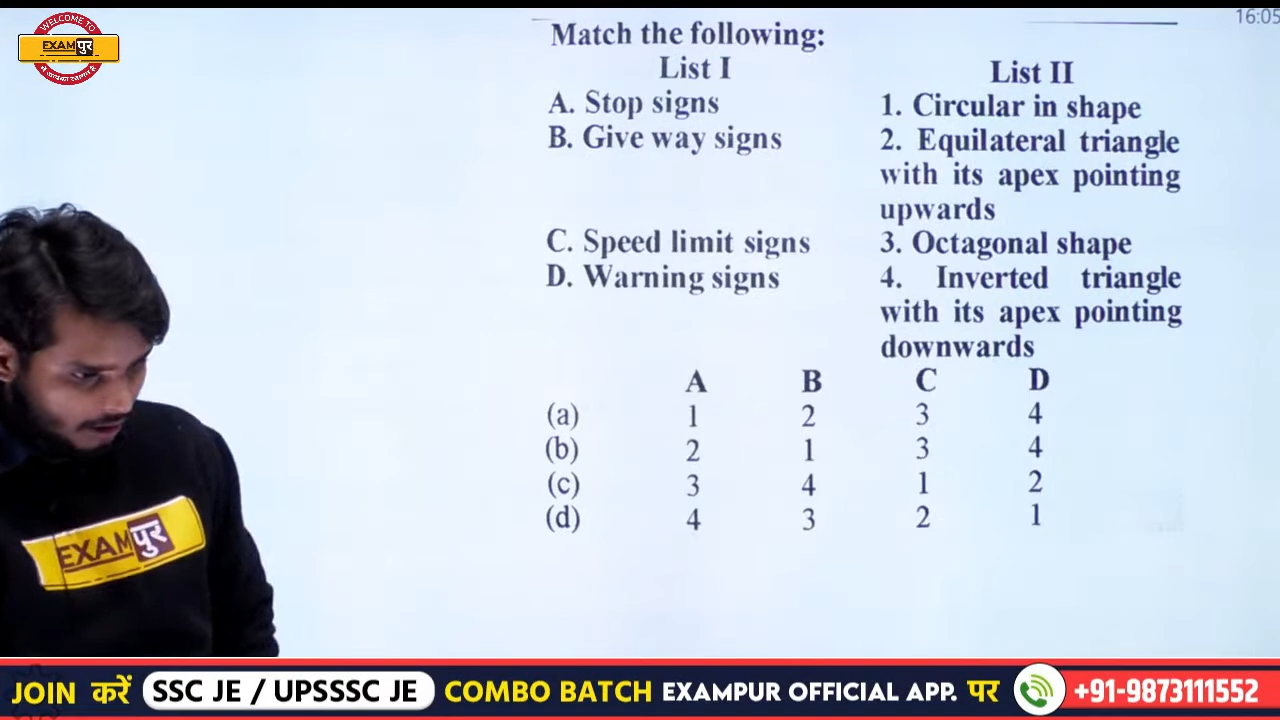 WELCOME TO
EXAMपुर
16:05
Match the following:
List I List II
A. Stop signs 1. Circular in shape
B. Give way signs 2. Equilateral triangle
with its apex pointing
upwards
C. Speed limit signs 3. Octagonal shape
D. Warning signs 4. Inverted triangle
with its apex pointing
downwards
A B C D
(a) 1 2 3 4
(b) 2 1 3 4
(c) 3 4 1 2
(d) 4 3 2 1
EXAMपुर
JOIN करें SSC JE / UPSSSC JE COMBO BATCH EXAMPUR OFFICIAL APP. पर +91-9873111552